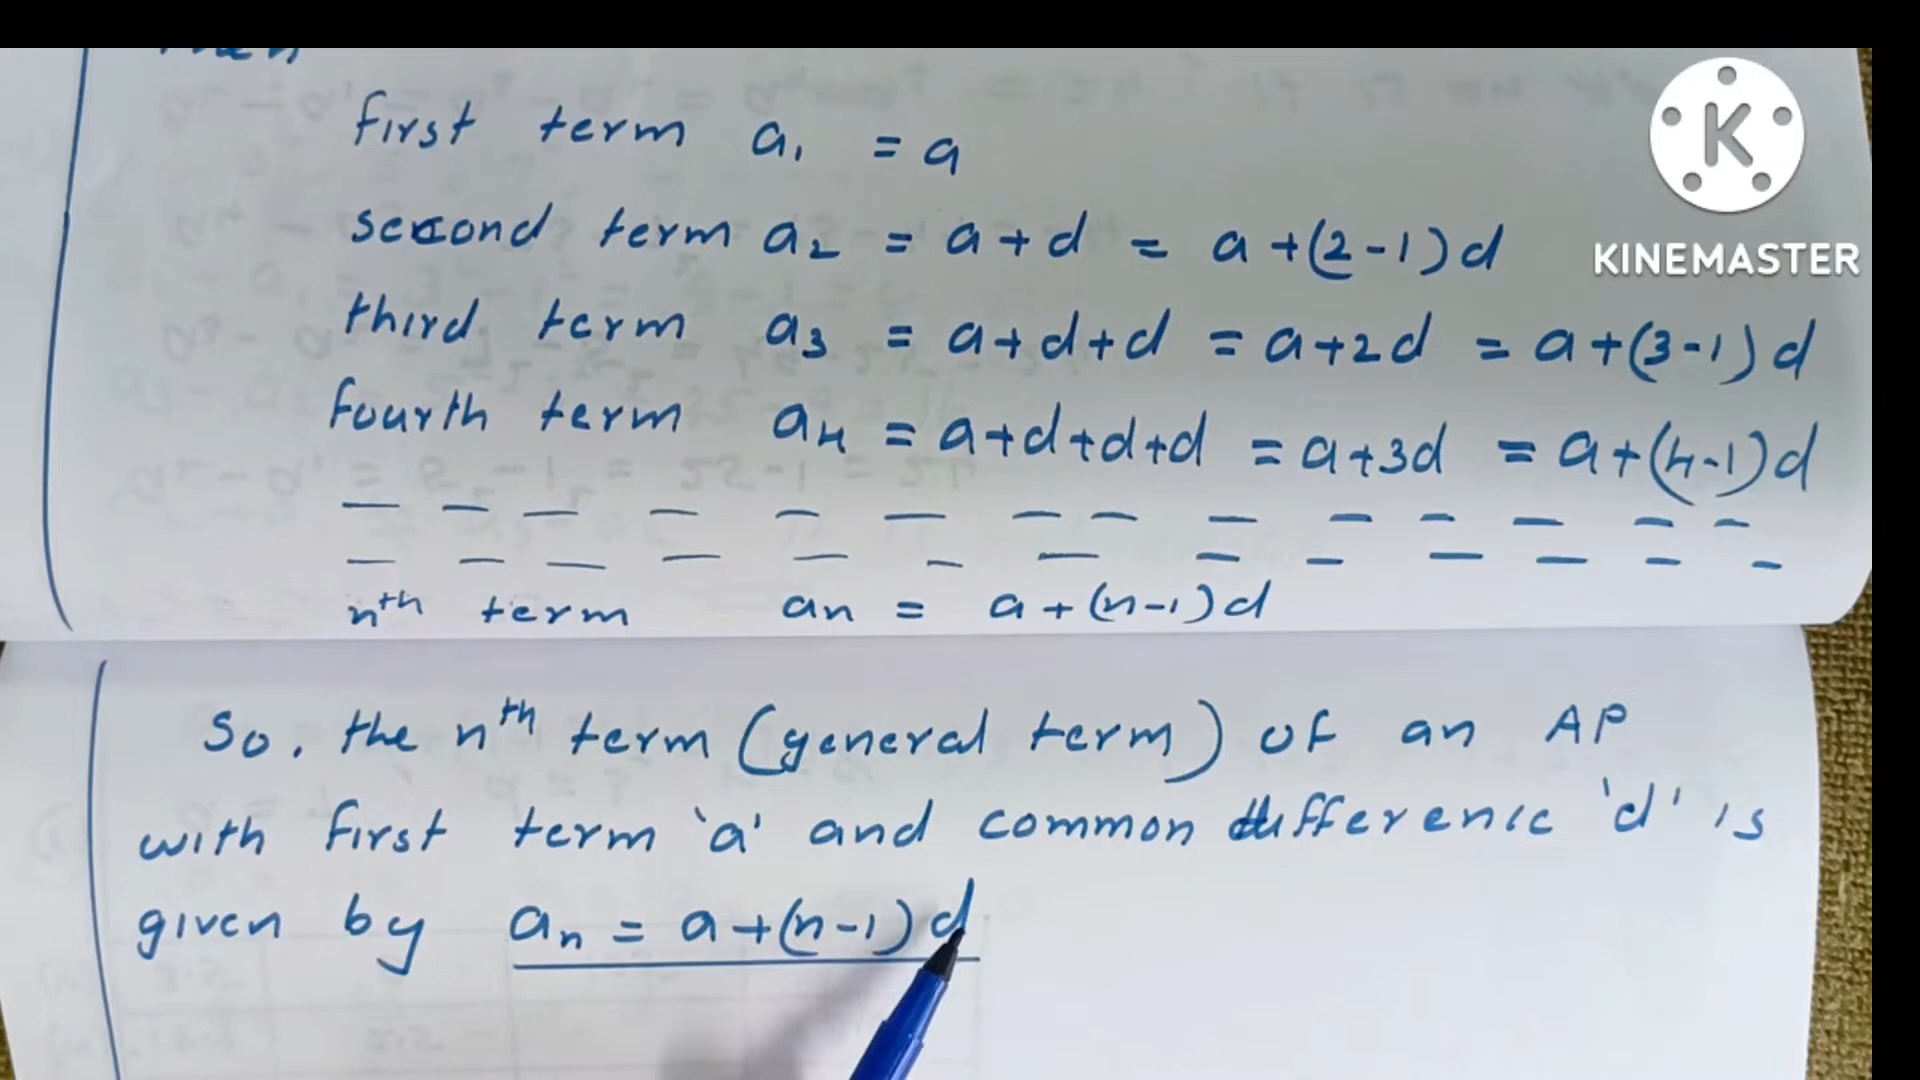 Then
first term a₁ = a
second term a₂ = a+d = a+(2-1)d
third term a₃ = a+d+d = a+2d = a+(3-1)d
fourth term a₄ = a+d+d+d = a+3d = a+(4-1)d
— — — — — — — — — — — — — —
— — — — — — — — — — — — —
nᵗʰ term an = a+(n-1)d
So, the nᵗʰ term (general term) of an AP
with first term 'a' and common difference 'd' is
given by aₙ = a+(n-1)d
K
KINEMASTER